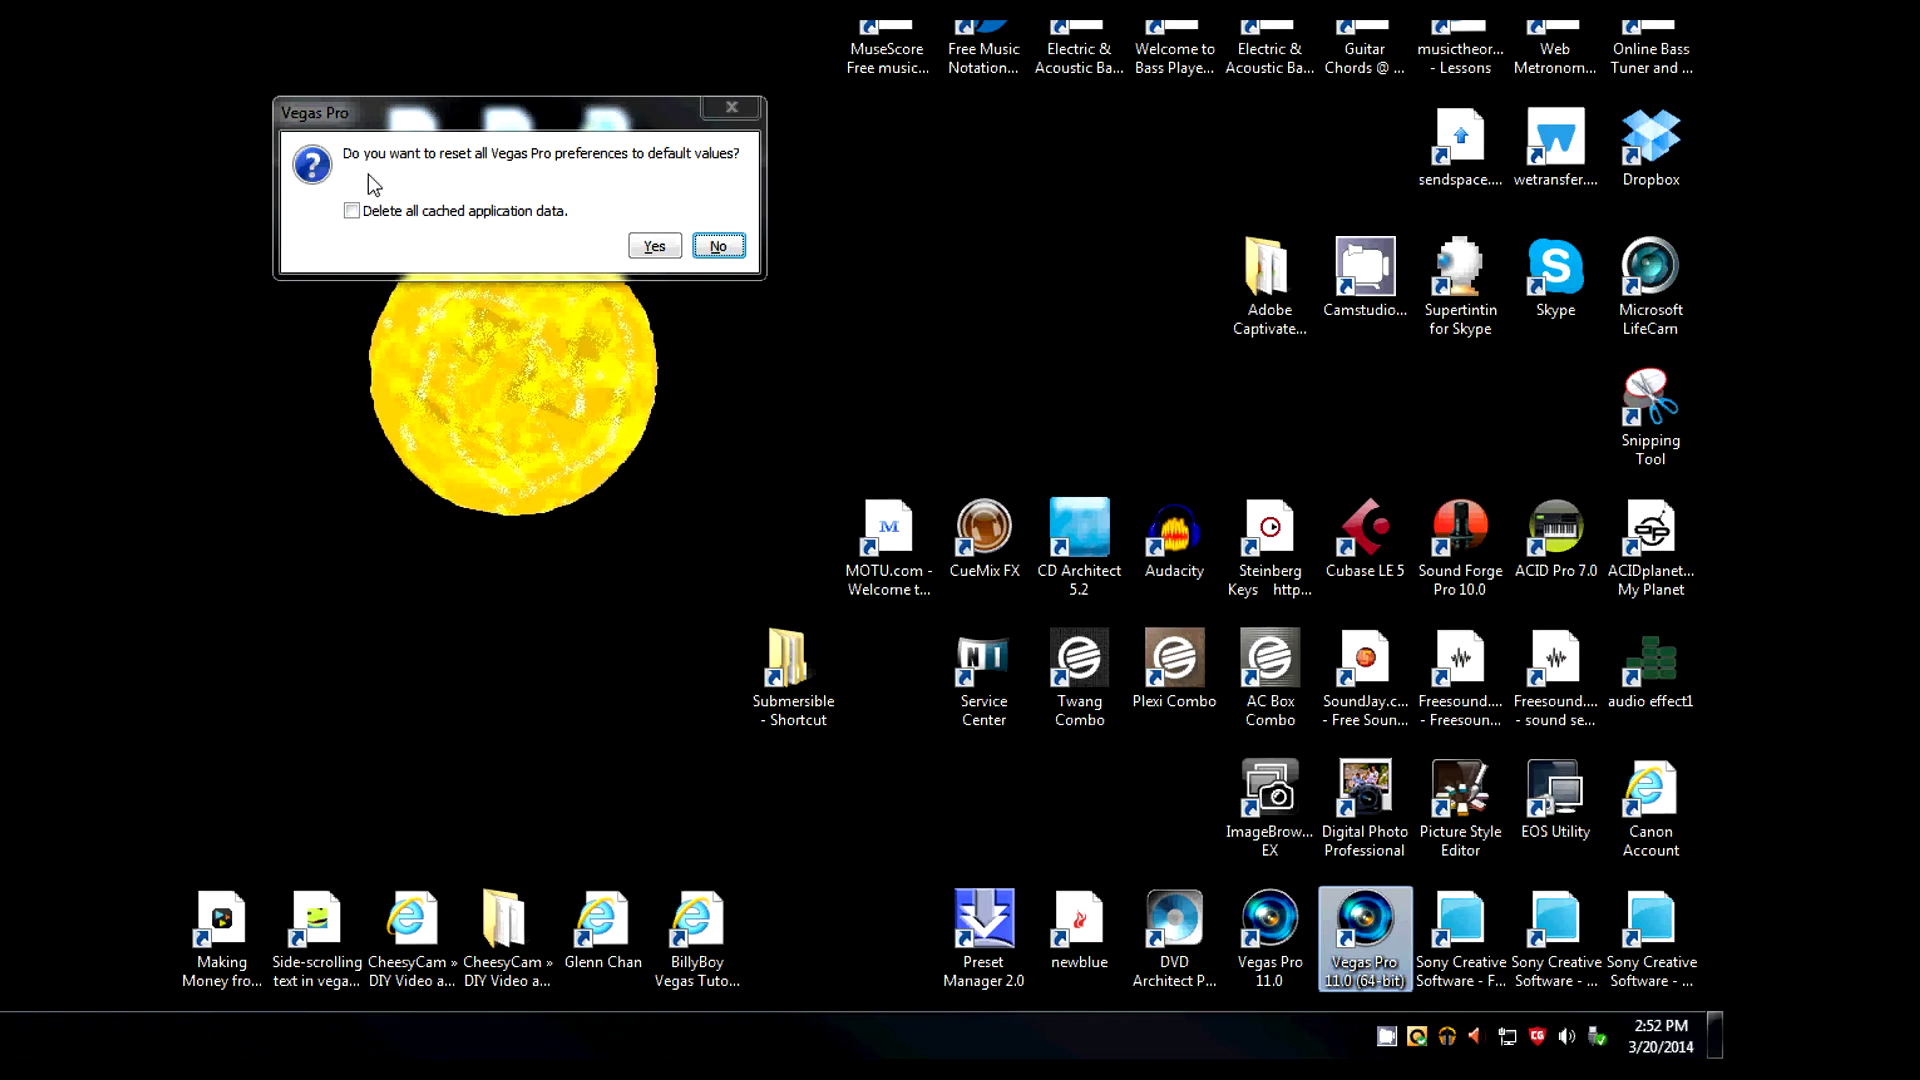 MuseScore
Free music...
Free Music
Notation...
Electric &
Acoustic Ba...
Welcome to
Bass Playe...
Electric &
Acoustic Ba...
Guitar
Chords @ ...
musictheor...
- Lessons
Web
Metronom...
Online Bass
Tuner and ...
Vegas Pro
Do you want to reset all Vegas Pro preferences to default values?
Delete all cached application data.
Yes
No
sendspace....
wetransfer....
Dropbox
Adobe
Captivate...
Camstudio...
Supertintin
for Skype
Skype
Microsoft
LifeCam
Snipping
Tool
MOTU.com -
Welcome t...
CueMix FX
CD Architect
5.2
Audacity
Steinberg
Keys http...
Cubase LE 5
Sound Forge
Pro 10.0
ACID Pro 7.0
ACIDplanet...
My Planet
Submersible
- Shortcut
Service
Center
Twang
Combo
Plexi Combo
AC Box
Combo
SoundJay.c...
- Free Soun...
Freesound....
- Freesoun...
Freesound....
- sound se...
audio effect1
ImageBrow...
EX
Digital Photo
Professional
Picture Style
Editor
EOS Utility
Canon
Account
Making
Money fro...
Side-scrolling
text in vega...
CheesyCam »
DIY Video a...
CheesyCam »
DIY Video a...
Glenn Chan
BillyBoy
Vegas Tuto...
Preset
Manager 2.0
newblue
DVD
Architect P...
Vegas Pro
11.0
Vegas Pro
11.0 (64-bit)
Sony Creative
Software - F...
Sony Creative
Software - ...
Sony Creative
Software - ...
2:52 PM
3/20/2014